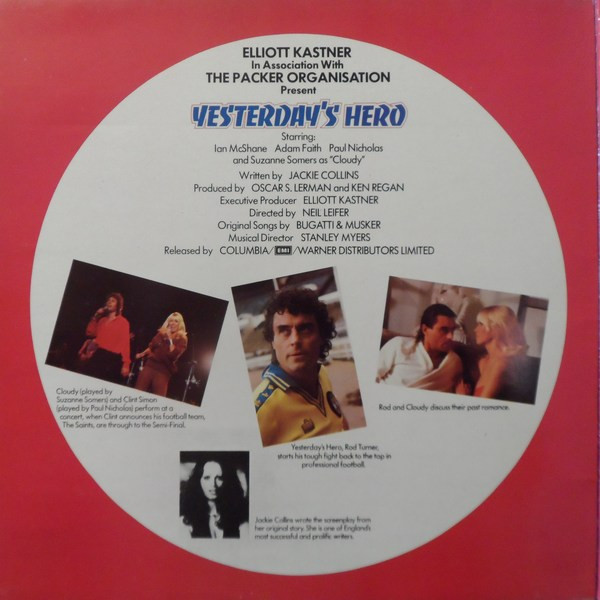 ELLIOTT KASTNER
In Association With
THE PACKER ORGANISATION
Present
YESTERDAY'S HERO
Starring:
Ian McShane Adam Faith Paul Nicholas
and Suzanne Somers as "Cloudy"
Written by JACKIE COLLINS
Produced by OSCAR S. LERMAN and KEN REGAN
Executive Producer ELLIOTT KASTNER
Directed by NEIL LEIFER
Original Songs by BUGATTI & MUSKER
Musical Director STANLEY MYERS
Released by COLUMBIA/EMI/WARNER DISTRIBUTORS LIMITED
Cloudy (played by
Suzanne Somers) and Clint Simon
(played by Paul Nicholas) perform at a
concert, when Clint announces his football team,
The Saints, are through to the Semi-Final.
Rod and Cloudy discuss their past romance.
Yesterday's Hero, Rod Turner,
starts his tough fight back to the top in
professional football.
Jackie Collins wrote the screenplay from
her original story. She is one of England's
most successful and prolific writers.